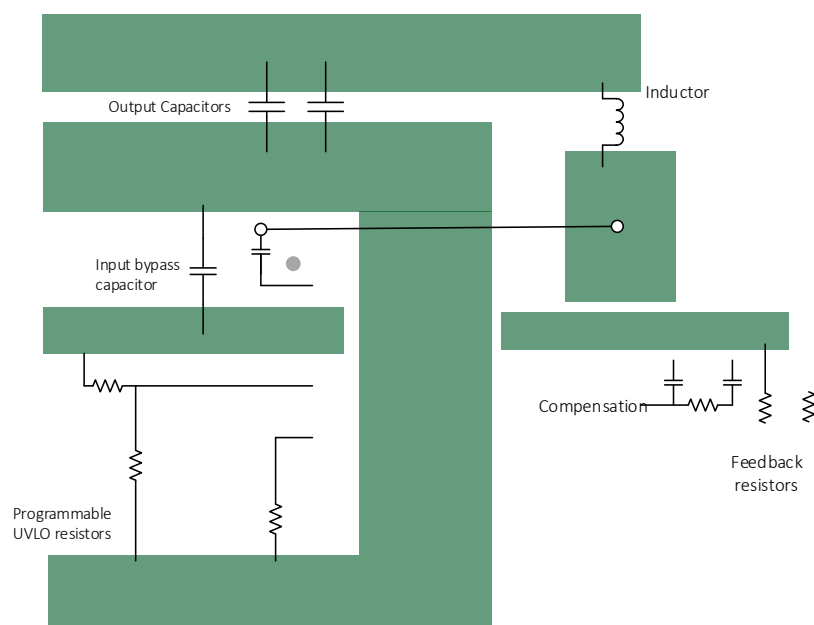 Inductor
Output Capacitors
Input bypass
capacitor
Compensation
Feedback
resistors
Programmable
UVLO resistors